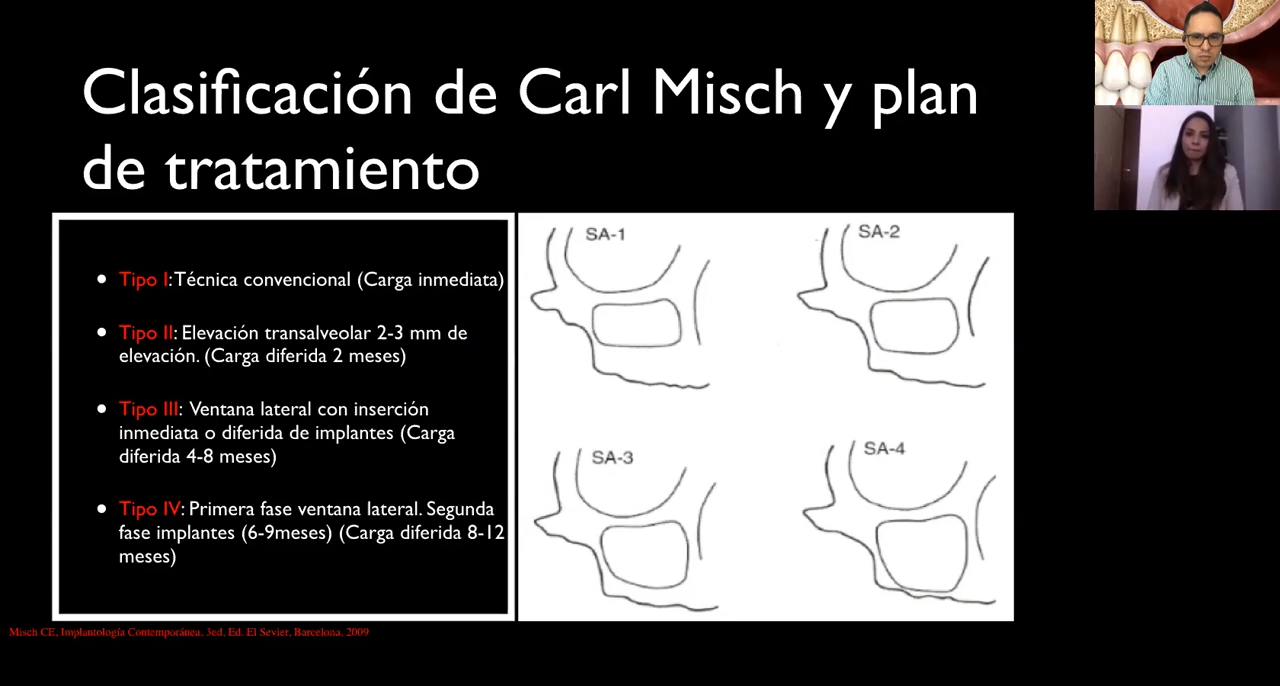 Clasificación de Carl Misch y plan
de tratamiento
Tipo I: Técnica convencional (Carga inmediata)
Tipo II: Elevación transalveolar 2-3 mm de
elevación. (Carga diferida 2 meses)
Tipo III: Ventana lateral con inserción
inmediata o diferida de implantes (Carga
diferida 4-8 meses)
Tipo IV: Primera fase ventana lateral. Segunda
fase implantes (6-9meses) (Carga diferida 8-12
meses)
SA-1
SA-2
SA-3
SA-4
Misch CE, Implantología Contemporánea. 3ed, Ed. El Sevier, Barcelona, 2009